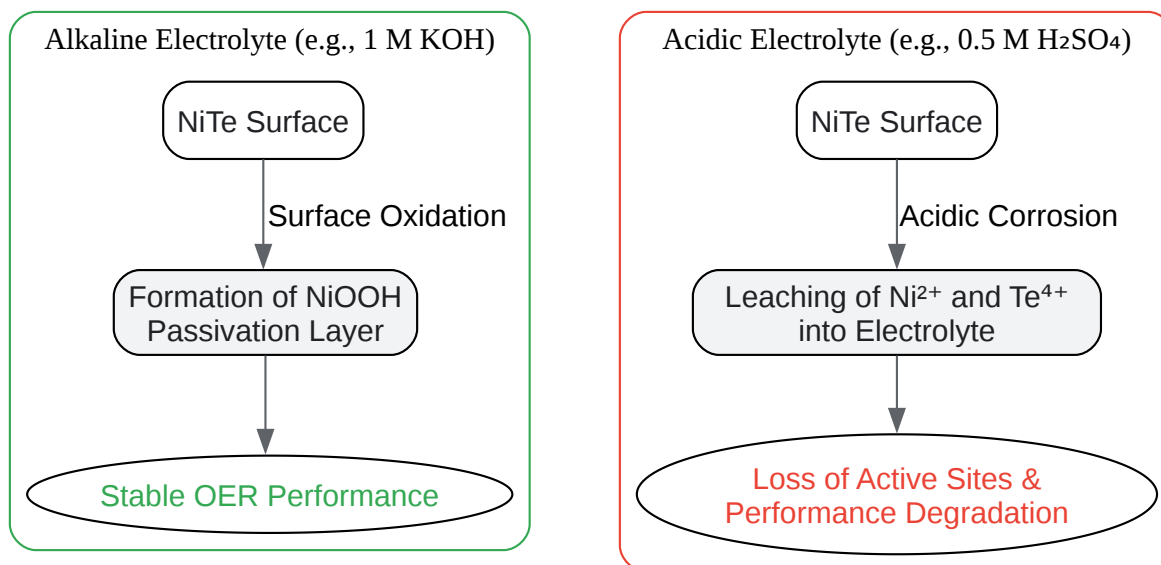 Alkaline Electrolyte (e.g., 1 M KOH)
NiTe Surface
Surface Oxidation
Formation of NiOOH
Passivation Layer
Stable OER Performance
Acidic Electrolyte (e.g., 0.5 M H₂SO₄)
NiTe Surface
Acidic Corrosion
Leaching of Ni²⁺ and Te⁴⁺
into Electrolyte
Loss of Active Sites &
Performance Degradation